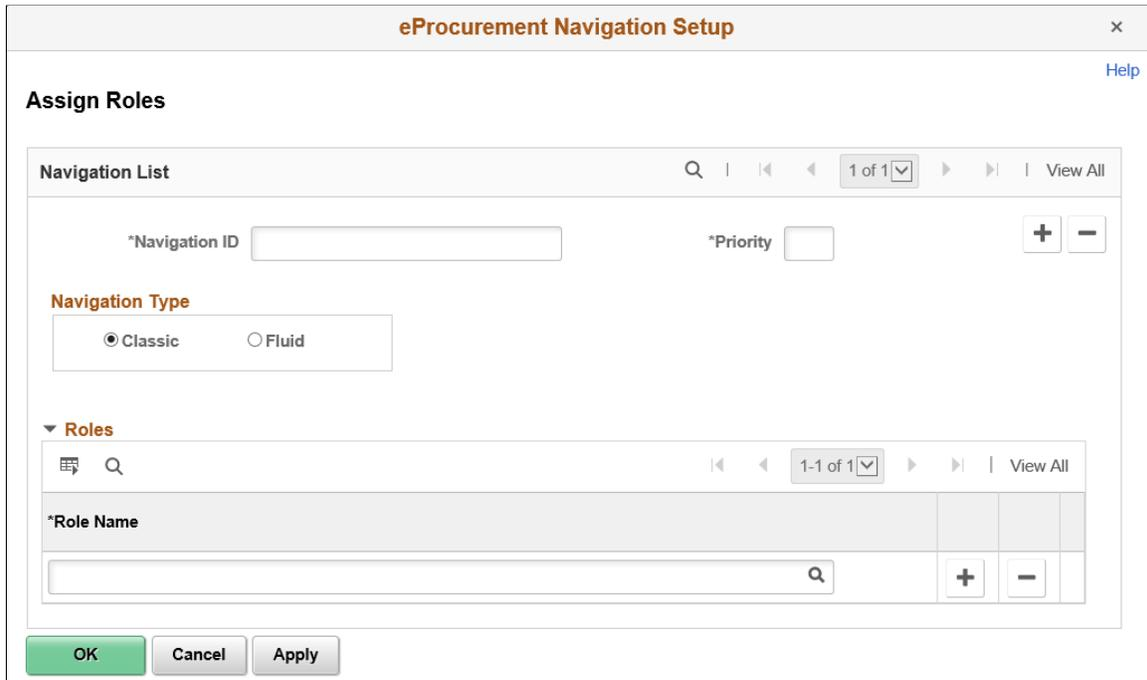 eProcurement Navigation Setup ×
Help
Assign Roles
Navigation List | 1 of 1 | View All
*Navigation ID *Priority + −
Navigation Type
Classic Fluid
Roles
1-1 of 1 | View All
*Role Name
+ −
OK Cancel Apply